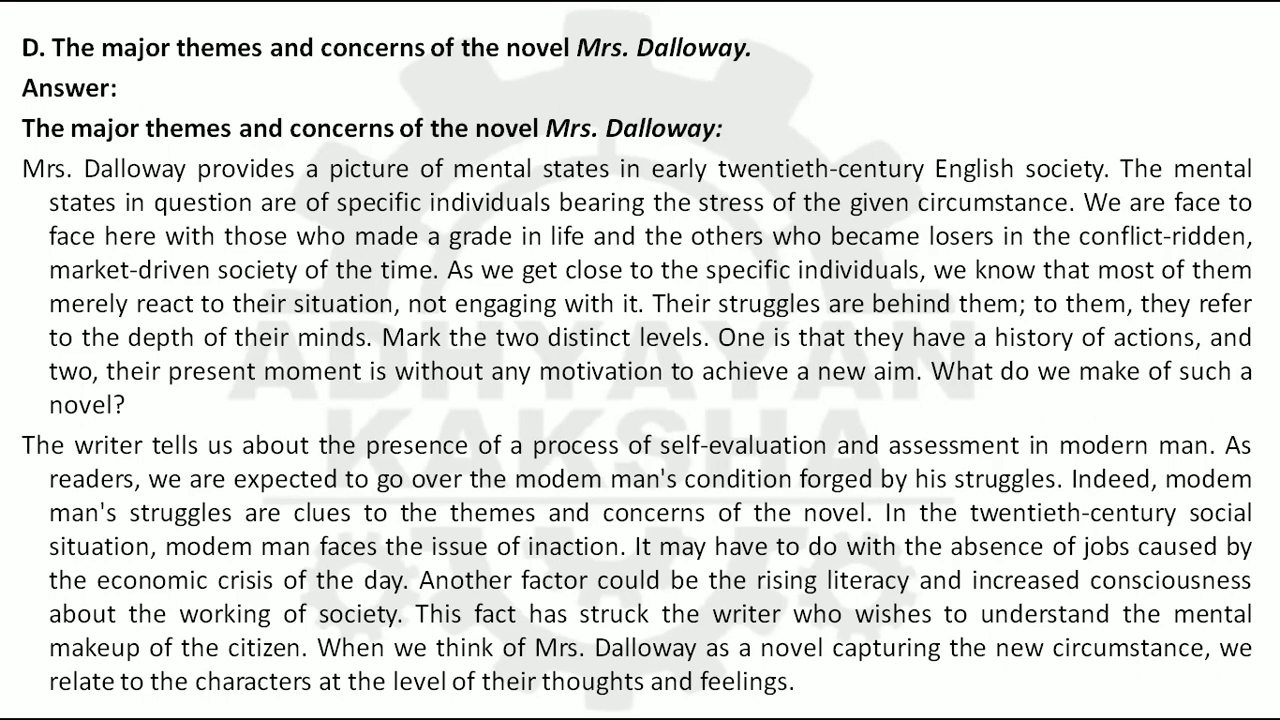 D. The major themes and concerns of the novel Mrs. Dalloway.
Answer:
The major themes and concerns of the novel Mrs. Dalloway:
Mrs. Dalloway provides a picture of mental states in early twentieth-century English society. The mental
states in question are of specific individuals bearing the stress of the given circumstance. We are face to
face here with those who made a grade in life and the others who became losers in the conflict-ridden,
market-driven society of the time. As we get close to the specific individuals, we know that most of them
merely react to their situation, not engaging with it. Their struggles are behind them; to them, they refer
to the depth of their minds. Mark the two distinct levels. One is that they have a history of actions, and
two, their present moment is without any motivation to achieve a new aim. What do we make of such a
novel?
The writer tells us about the presence of a process of self-evaluation and assessment in modern man. As
readers, we are expected to go over the modem man's condition forged by his struggles. Indeed, modem
man's struggles are clues to the themes and concerns of the novel. In the twentieth-century social
situation, modem man faces the issue of inaction. It may have to do with the absence of jobs caused by
the economic crisis of the day. Another factor could be the rising literacy and increased consciousness
about the working of society. This fact has struck the writer who wishes to understand the mental
makeup of the citizen. When we think of Mrs. Dalloway as a novel capturing the new circumstance, we
relate to the characters at the level of their thoughts and feelings.
ADHYAYAN
KAKSHA